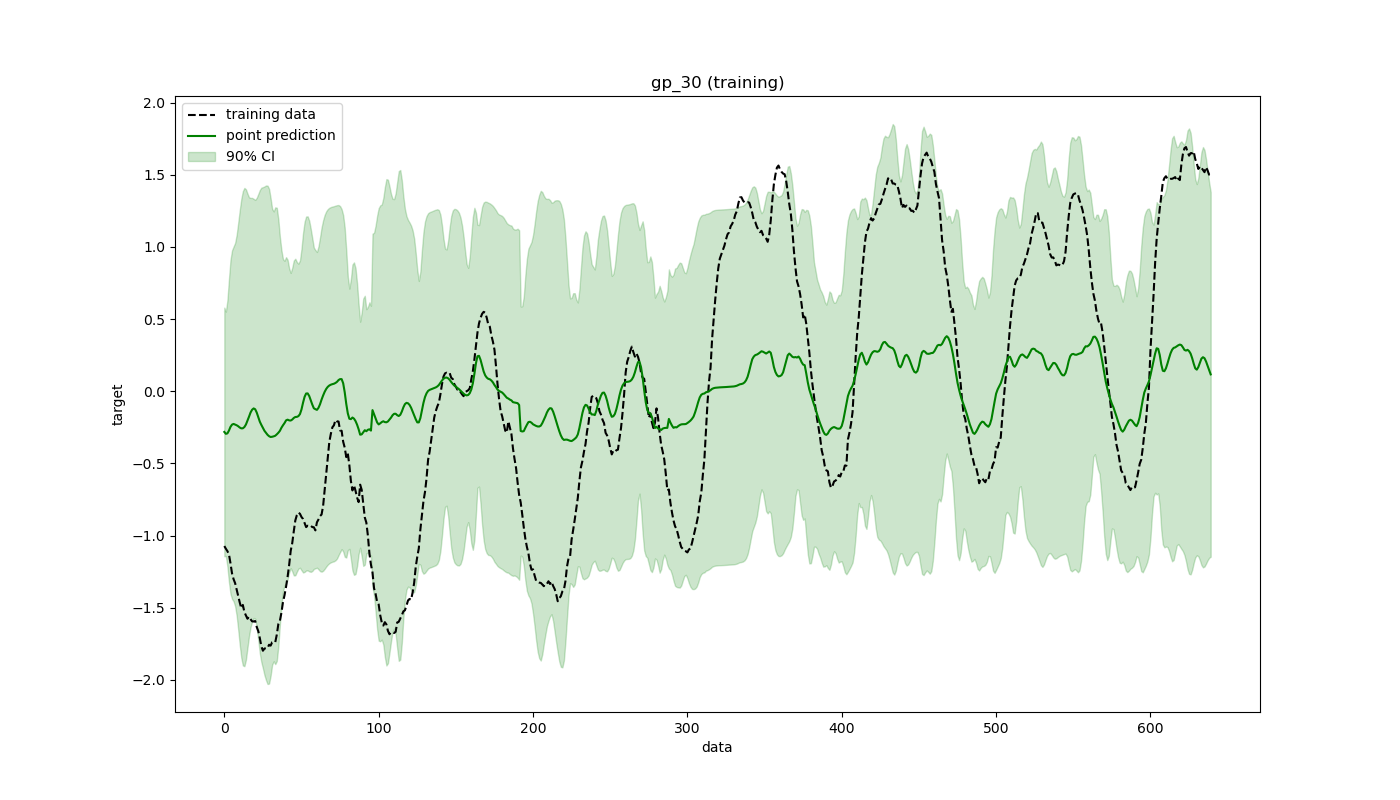 gp_30 (training)
training data
point prediction
90% CI
2.0
1.5
1.0
0.5
0.0
−0.5
−1.0
−1.5
−2.0
target
0 100 200 300 400 500 600
data